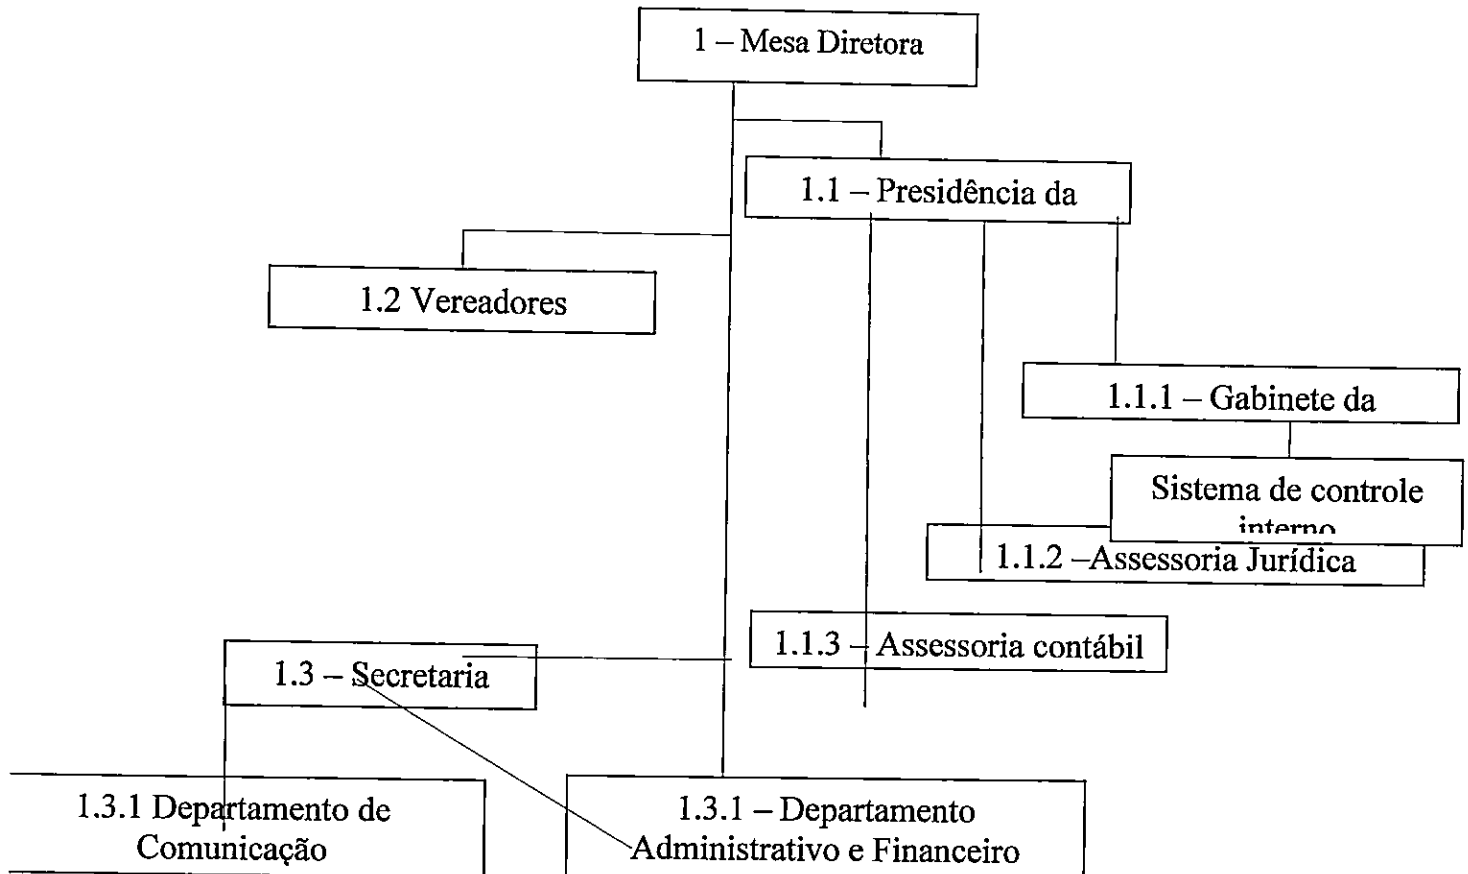 1 – Mesa Diretora
1.1 – Presidência da
1.2 Vereadores
1.1.1 – Gabinete da
Sistema de controle
interno
1.1.2 –Assessoria Jurídica
1.1.3 – Assessoria contábil
1.3 – Secretaria
1.3.1 Departamento de
Comunicação
1.3.1 – Departamento
Administrativo e Financeiro